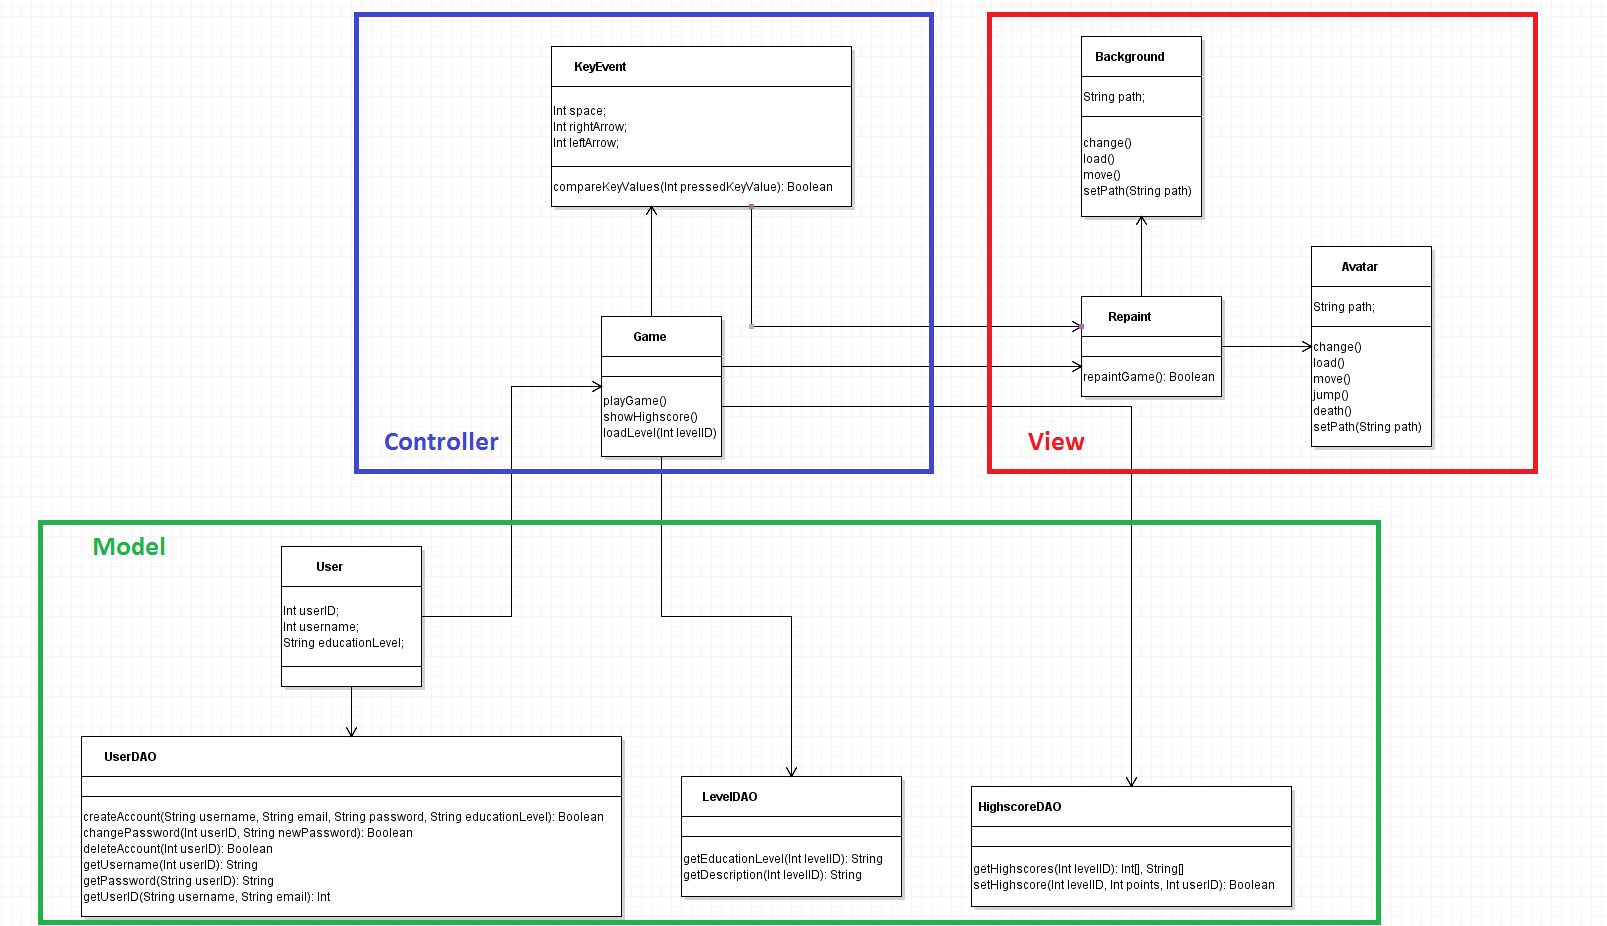 KeyEvent
Int space;
Int rightArrow;
Int leftArrow;
compareKeyValues(Int pressedKeyValue): Boolean
Game
playGame()
showHighscore()
loadLevel(Int levelID)
Controller
Background
String path;
change()
load()
move()
setPath(String path)
Repaint
repaintGame(): Boolean
Avatar
String path;
change()
load()
move()
jump()
death()
setPath(String path)
View
Model
User
Int userID;
Int username;
String educationLevel;
UserDAO
createAccount(String username, String email, String password, String educationLevel): Boolean
changePassword(Int userID, String newPassword): Boolean
deleteAccount(Int userID): Boolean
getUsername(Int userID): String
getPassword(String userID): String
getUserID(String username, String email): Int
LevelDAO
getEducationLevel(Int levelID): String
getDescription(Int levelID): String
HighscoreDAO
getHighscores(Int levelID): Int[], String[]
setHighscore(Int levelID, Int points, Int userID): Boolean